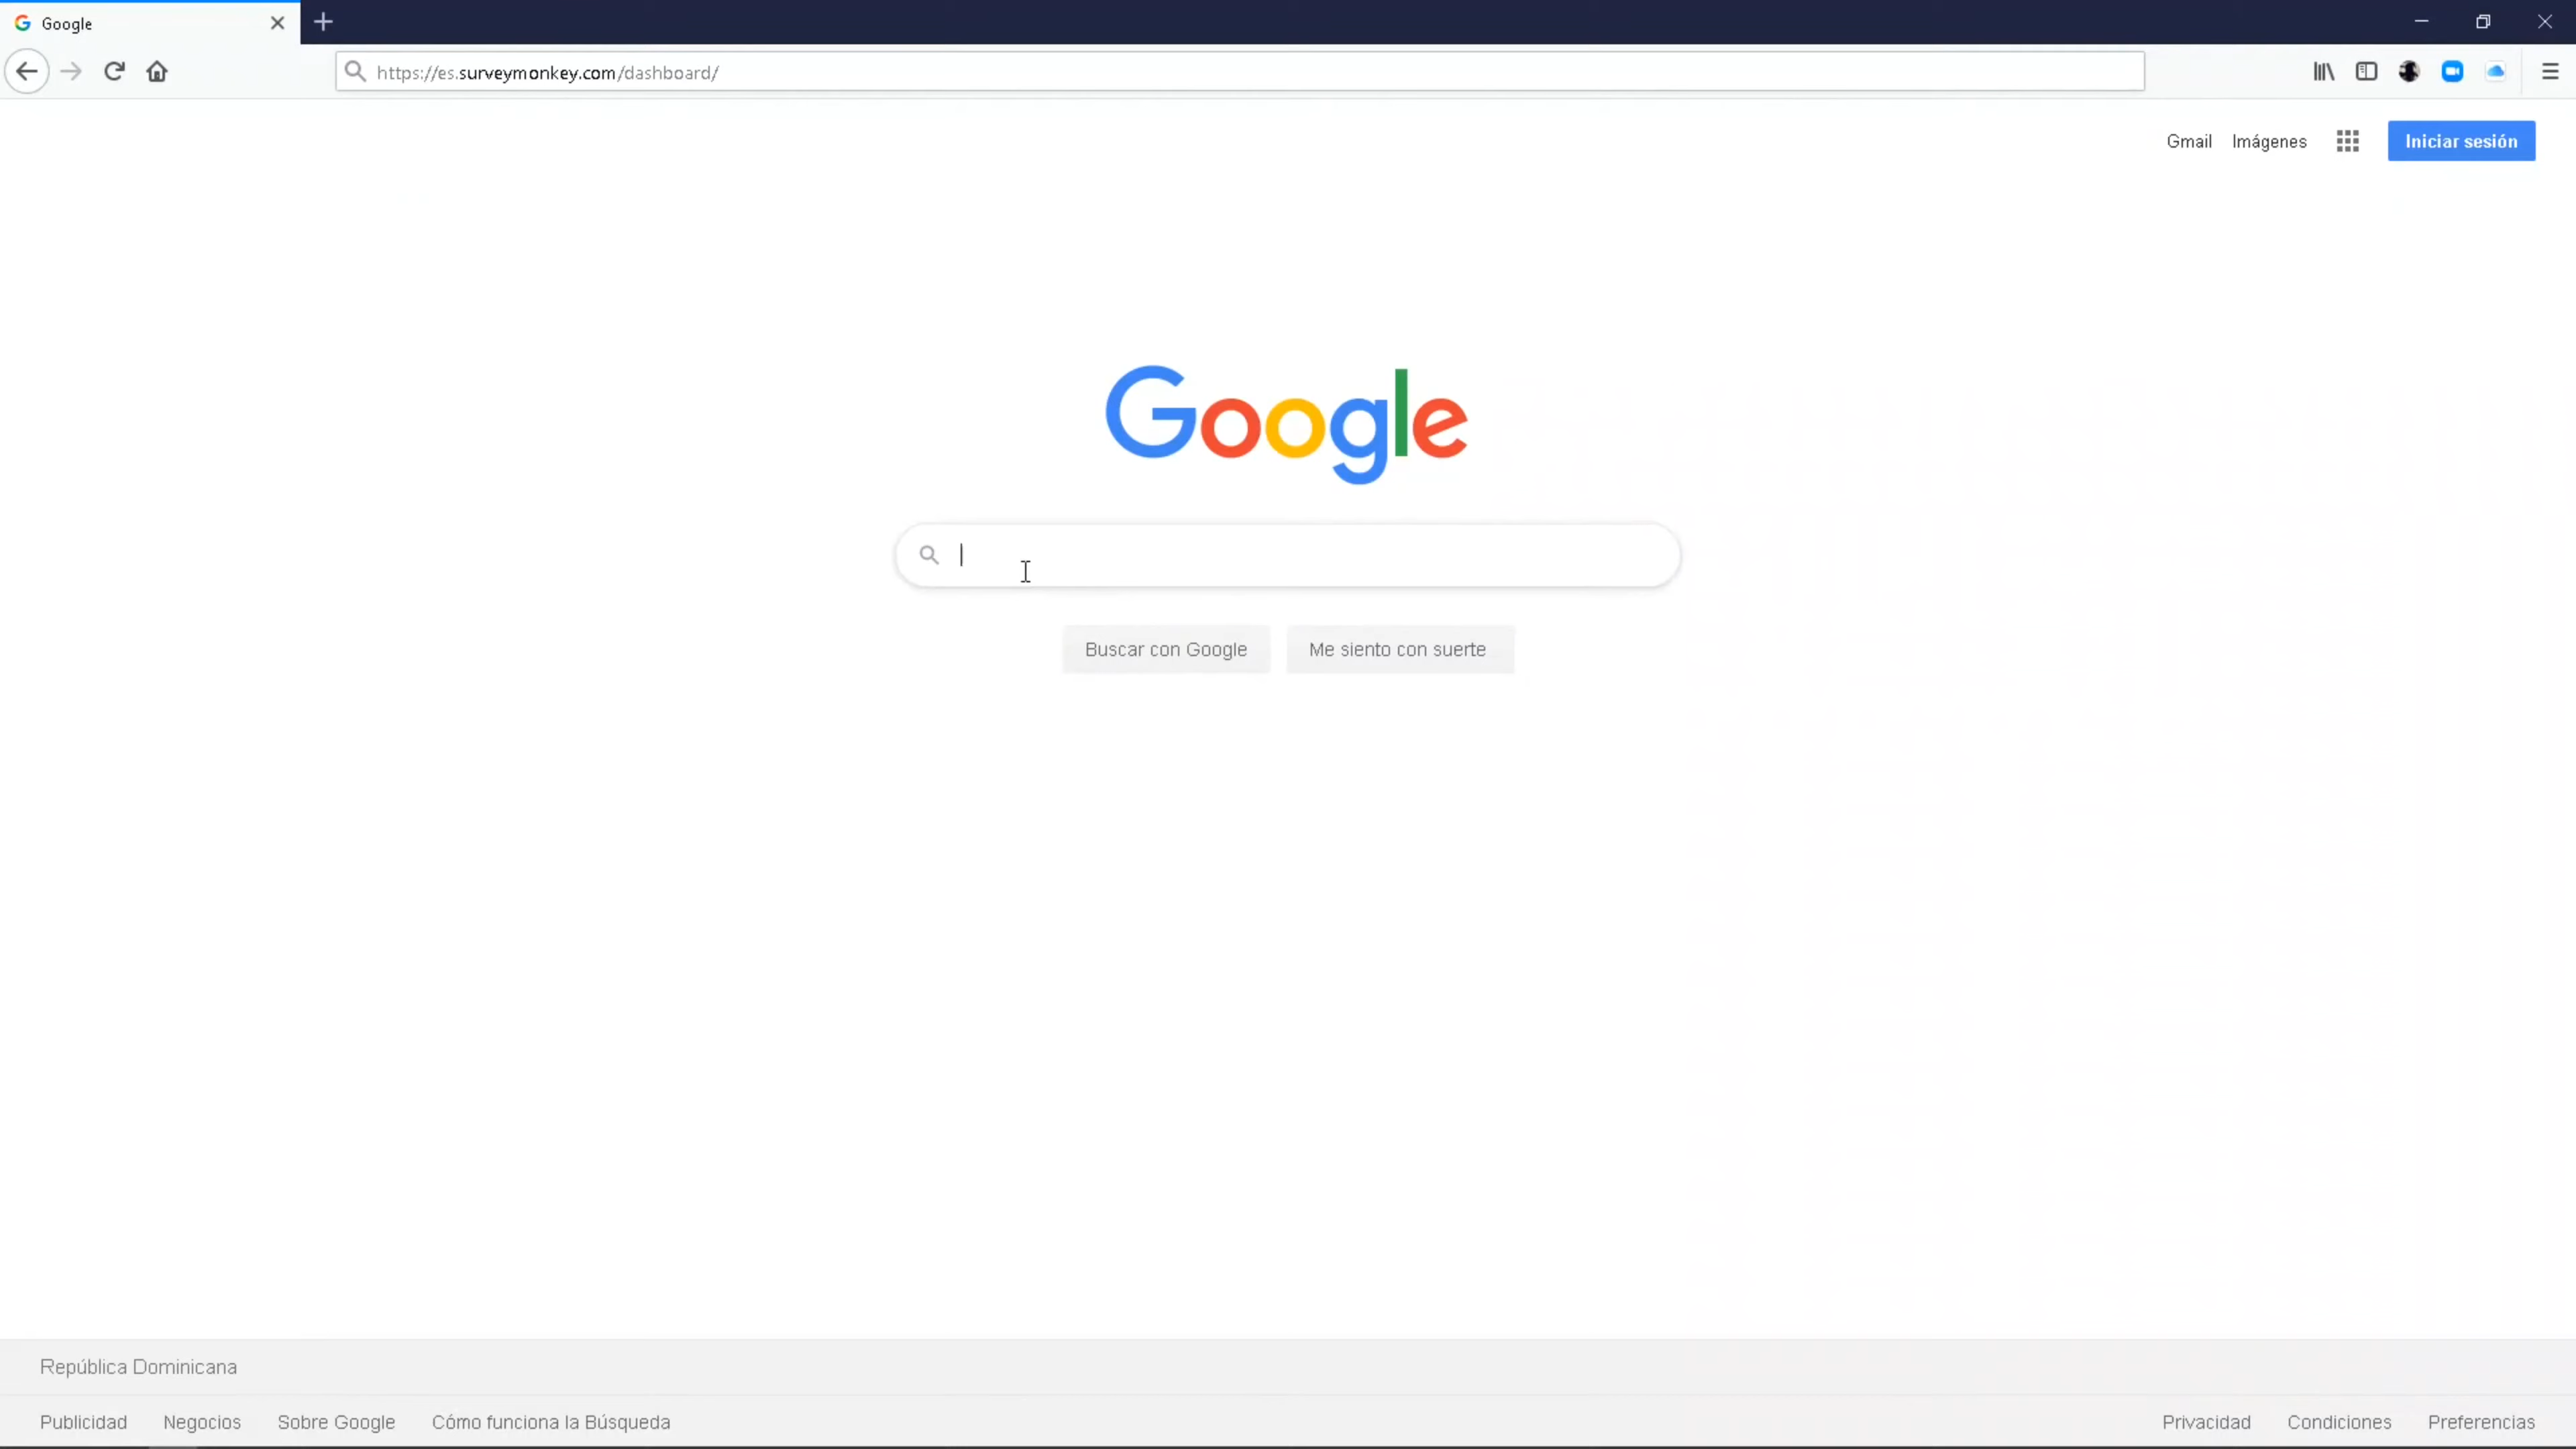 Google
https://es.surveymonkey.com/dashboard/
Gmail Imágenes Iniciar sesión
Google
Buscar con Google Me siento con suerte
República Dominicana
Publicidad Negocios Sobre Google Cómo funciona la Búsqueda Privacidad Condiciones Preferencias